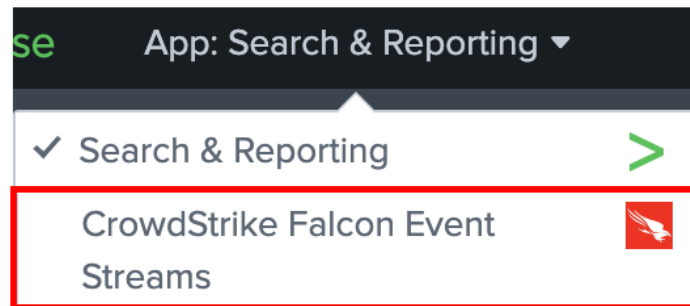 se App: Search & Reporting
Search & Reporting
CrowdStrike Falcon Event
Streams